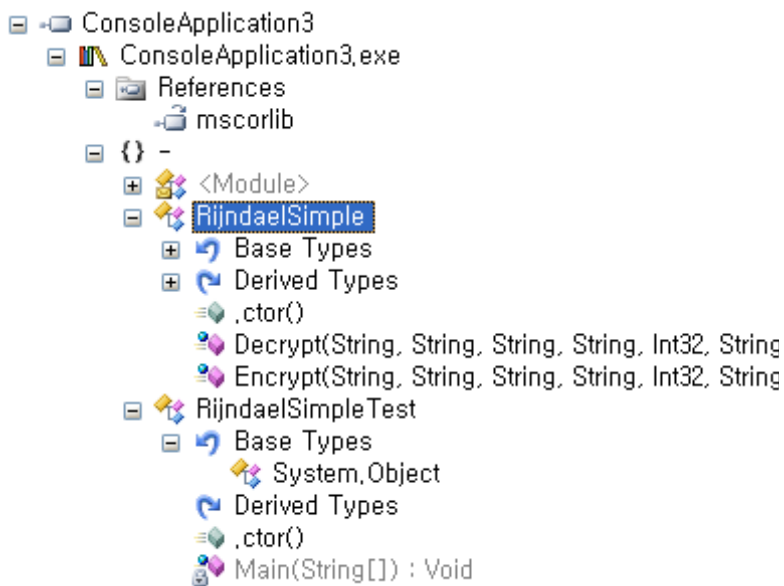 ConsoleApplication3
ConsoleApplication3.exe
References
mscorlib
{} -
<Module>
RijndaelSimple
Base Types
Derived Types
.ctor()
Decrypt(String, String, String, String, Int32, String
Encrypt(String, String, String, String, Int32, String
RijndaelSimpleTest
Base Types
System.Object
Derived Types
.ctor()
Main(String[]) : Void